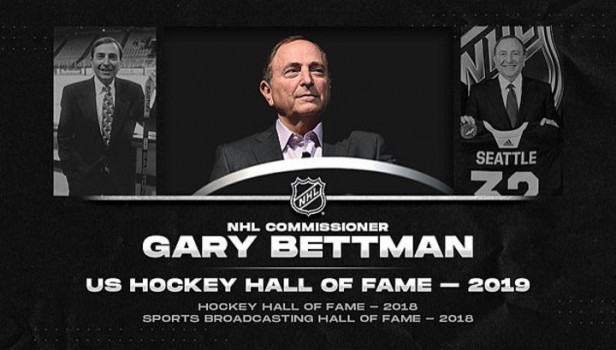 NHL
SEATTLE
32
NHL
NHL COMMISSIONER
GARY BETTMAN
US HOCKEY HALL OF FAME – 2019
HOCKEY HALL OF FAME – 2018
SPORTS BROADCASTING HALL OF FAME – 2018